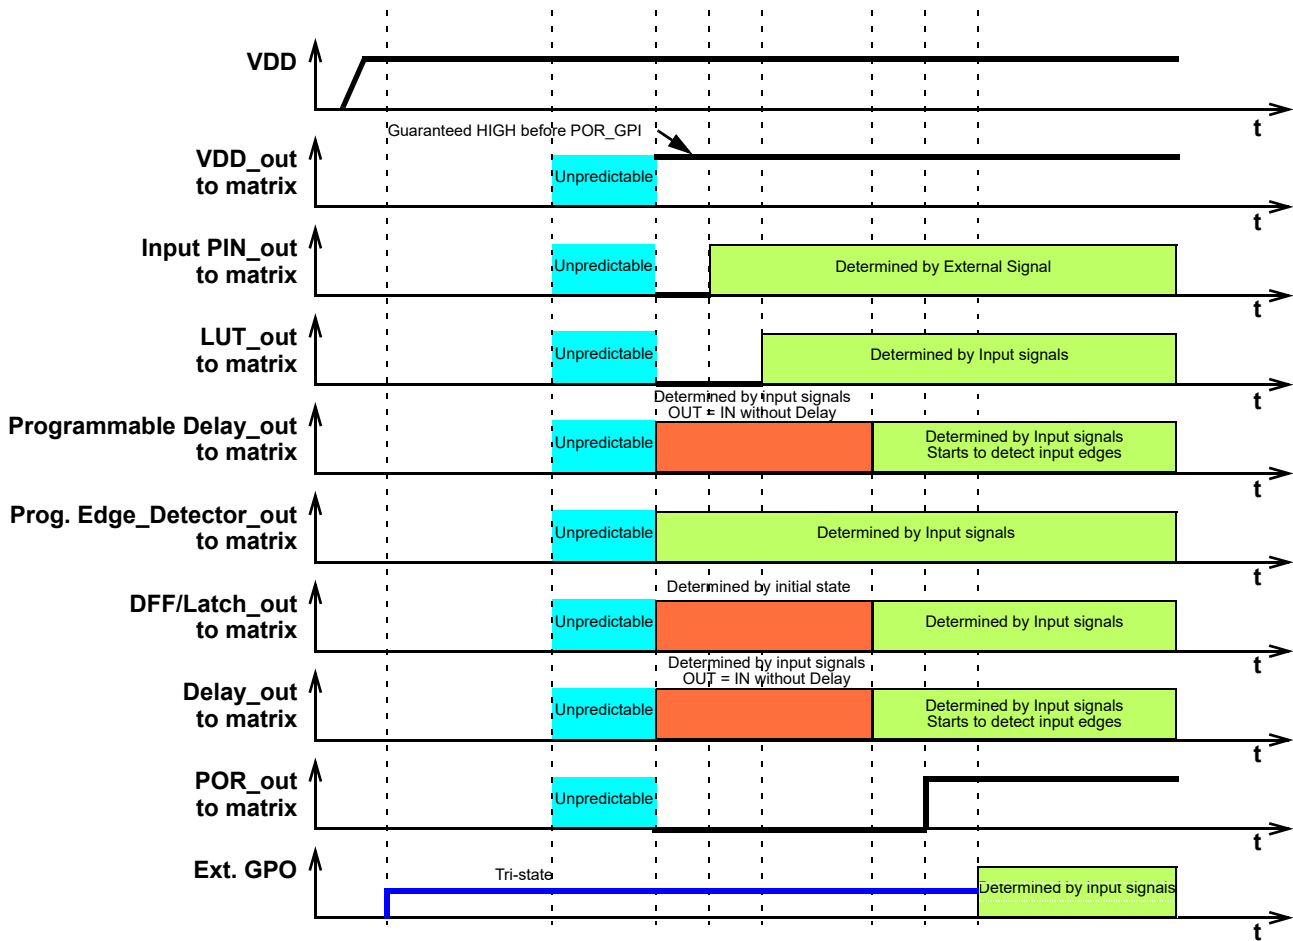 VDD
t
Guaranteed HIGH before POR_GPI
VDD_out
to matrix
Unpredictable
t
Input PIN_out
to matrix
Unpredictable
Determined by External Signal
t
LUT_out
to matrix
Unpredictable
Determined by Input signals
t
Determined by input signals
OUT = IN without Delay
Programmable Delay_out
to matrix
Unpredictable
Determined by Input signals
Starts to detect input edges
t
Prog. Edge_Detector_out
to matrix
Unpredictable
Determined by Input signals
t
Determined by initial state
DFF/Latch_out
to matrix
Unpredictable
Determined by Input signals
t
Determined by input signals
OUT = IN without Delay
Delay_out
to matrix
Unpredictable
Determined by Input signals
Starts to detect input edges
t
POR_out
to matrix
Unpredictable
t
Ext. GPO
Tri-state
Determined by input signals
t